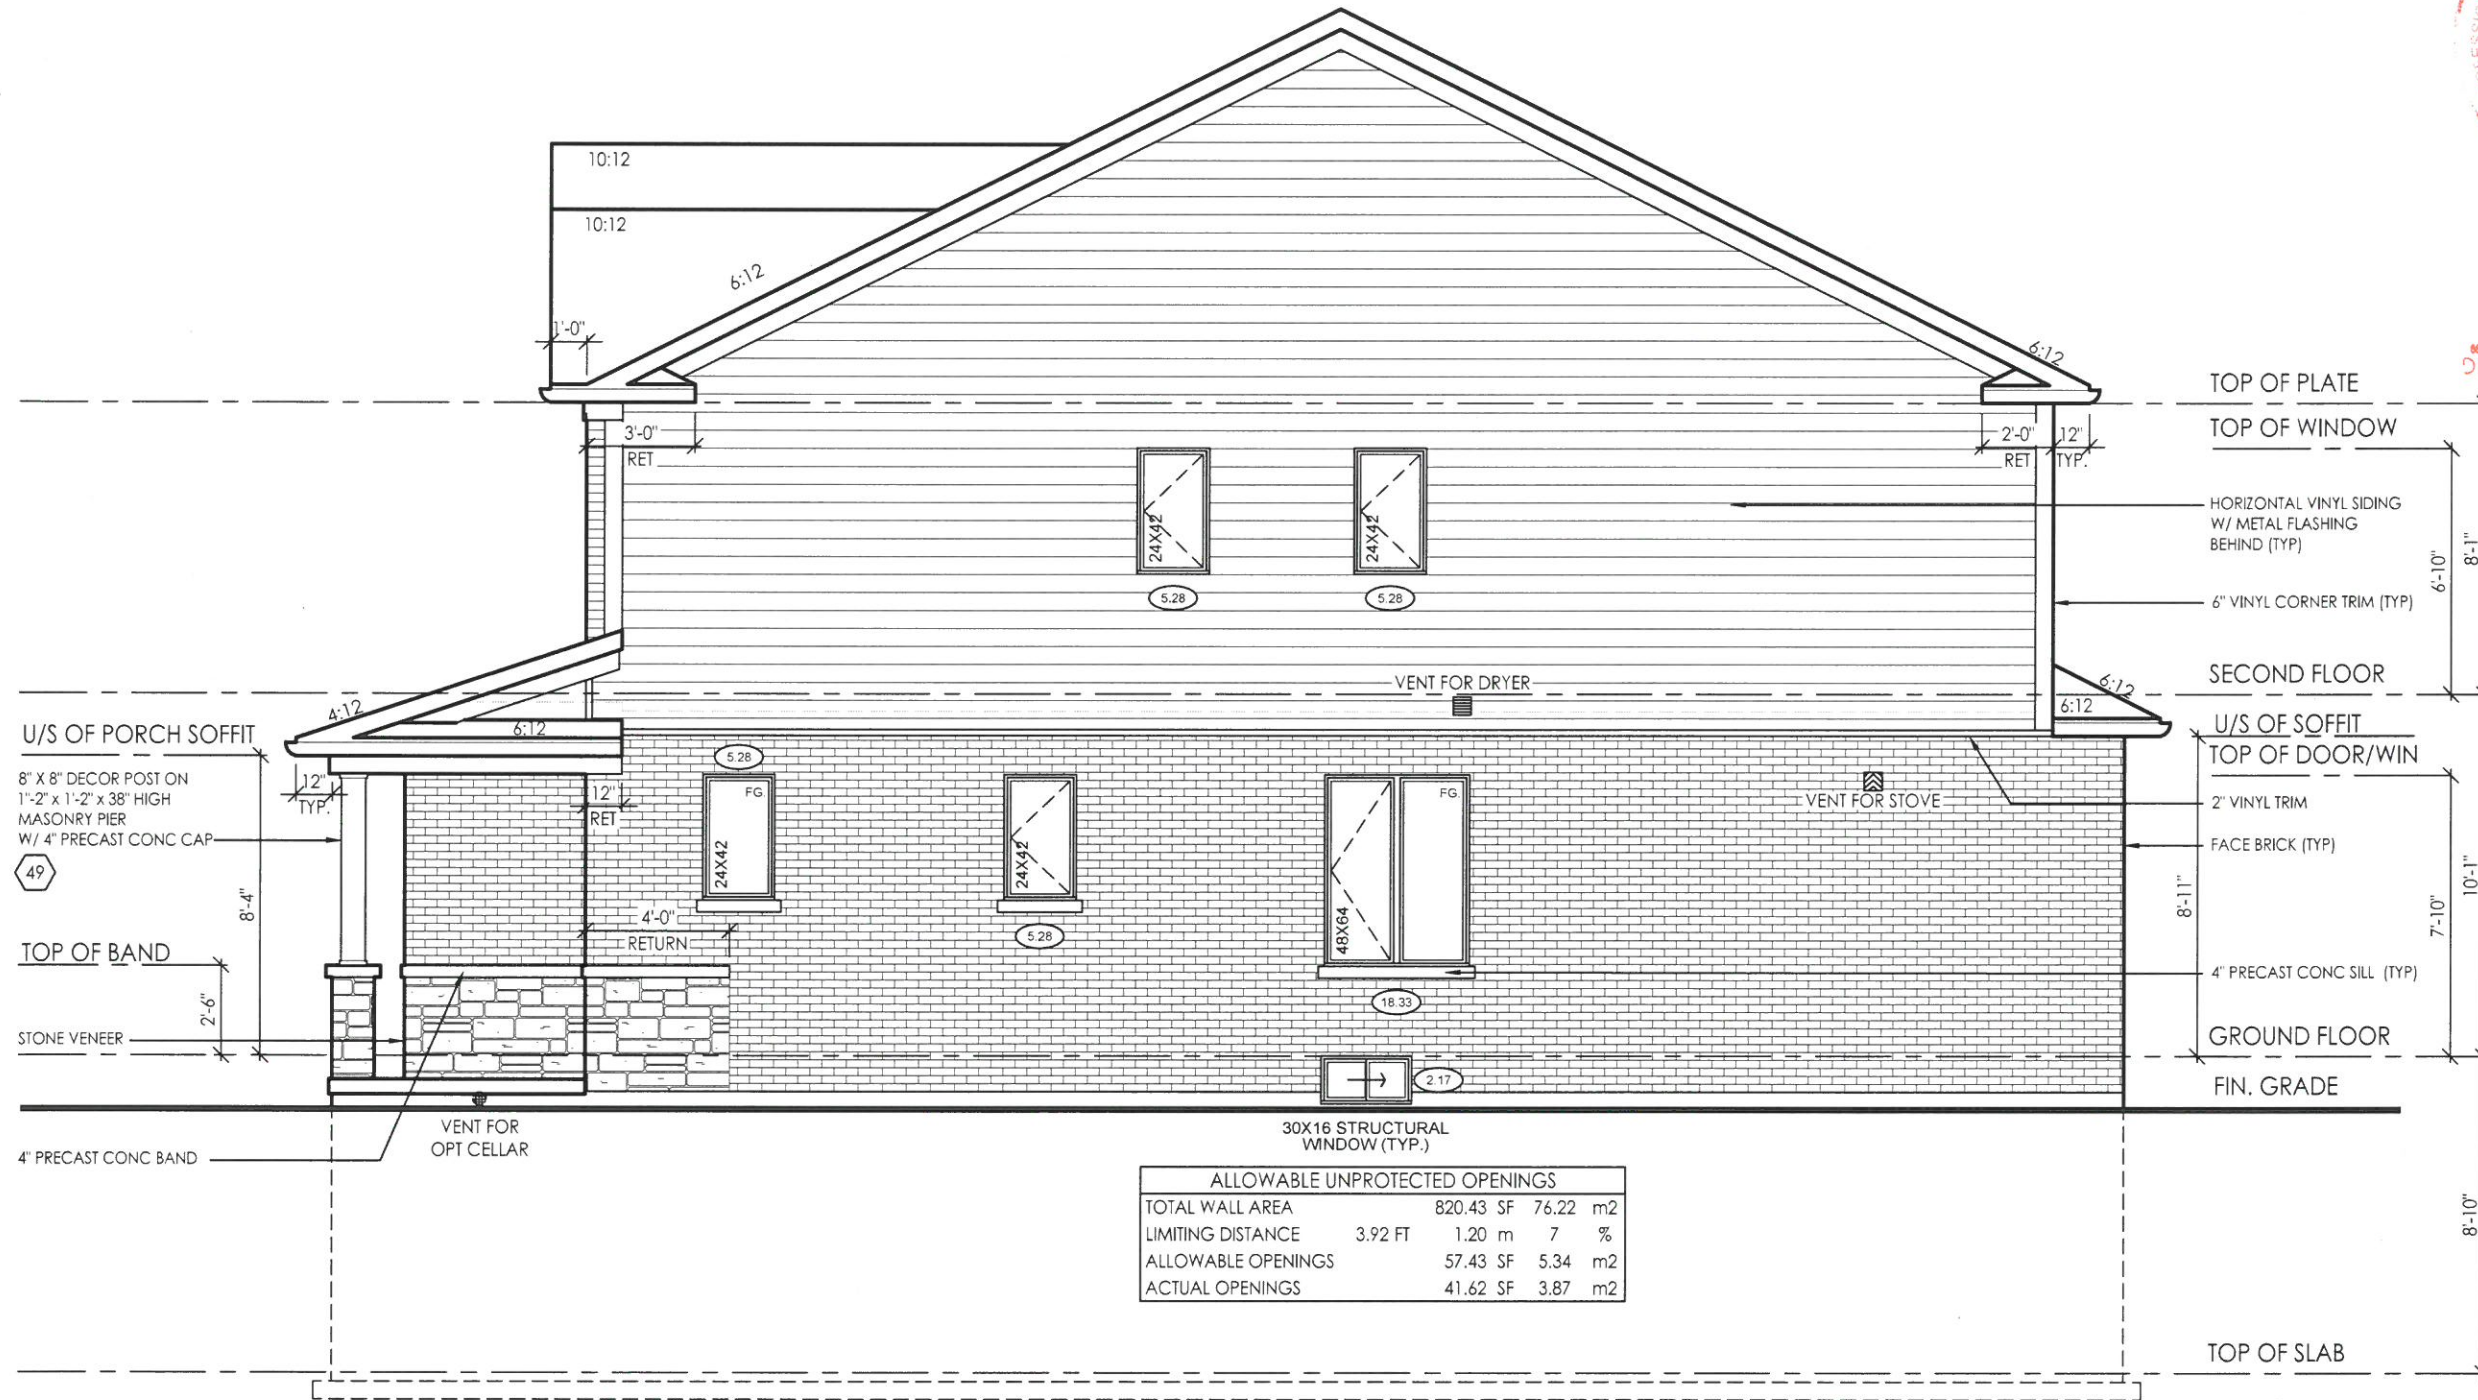 10:12
10:12
6:12
1'-0"
6:12
TOP OF PLATE
3'-0"
RET
2'-0"
RET
12"
TYP.
TOP OF WINDOW
24X42
5.28
24X42
5.28
HORIZONTAL VINYL SIDING
W/ METAL FLASHING
BEHIND (TYP)
6'-10"
8'-1"
6" VINYL CORNER TRIM (TYP)
VENT FOR DRYER
SECOND FLOOR
6:12
6:12
U/S OF SOFFIT
TOP OF DOOR/WIN
4:12
6:12
U/S OF PORCH SOFFIT
8" X 8" DECOR POST ON
1'-2" x 1'-2" x 38" HIGH
MASONRY PIER
W/ 4" PRECAST CONC CAP
49
12"
TYP.
12"
RET
5.28
FG.
24X42
24X42
5.28
FG.
48X64
18.33
VENT FOR STOVE
2" VINYL TRIM
FACE BRICK (TYP)
8'-11"
7'-10"
10'-1"
8'-4"
4'-0"
RETURN
TOP OF BAND
2'-6"
STONE VENEER
4" PRECAST CONC SILL (TYP)
GROUND FLOOR
2.17
FIN. GRADE
VENT FOR
OPT CELLAR
4" PRECAST CONC BAND
30X16 STRUCTURAL
WINDOW (TYP.)
ALLOWABLE UNPROTECTED OPENINGS
TOTAL WALL AREA 820.43 SF 76.22 m2
LIMITING DISTANCE 3.92 FT 1.20 m 7 %
ALLOWABLE OPENINGS 57.43 SF 5.34 m2
ACTUAL OPENINGS 41.62 SF 3.87 m2
8'-10"
TOP OF SLAB